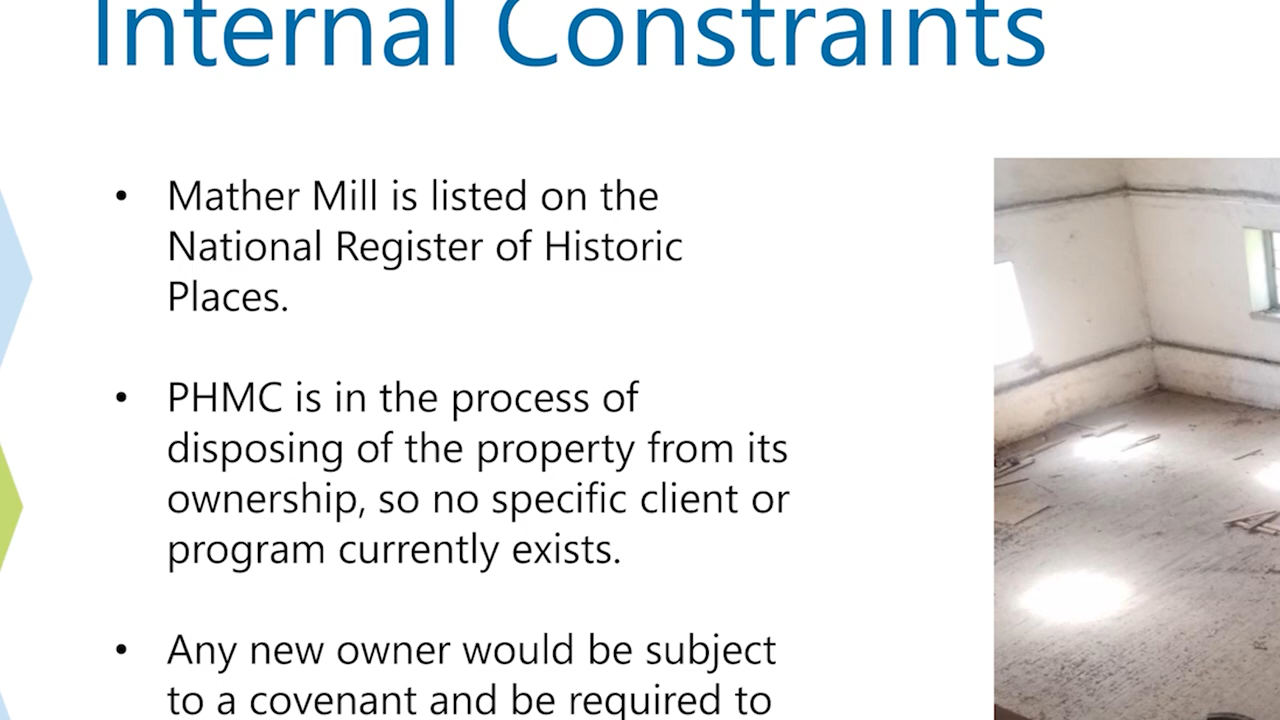 Internal Constraints
• Mather Mill is listed on the
National Register of Historic
Places.
• PHMC is in the process of
disposing of the property from its
ownership, so no specific client or
program currently exists.
• Any new owner would be subject
to a covenant and be required to